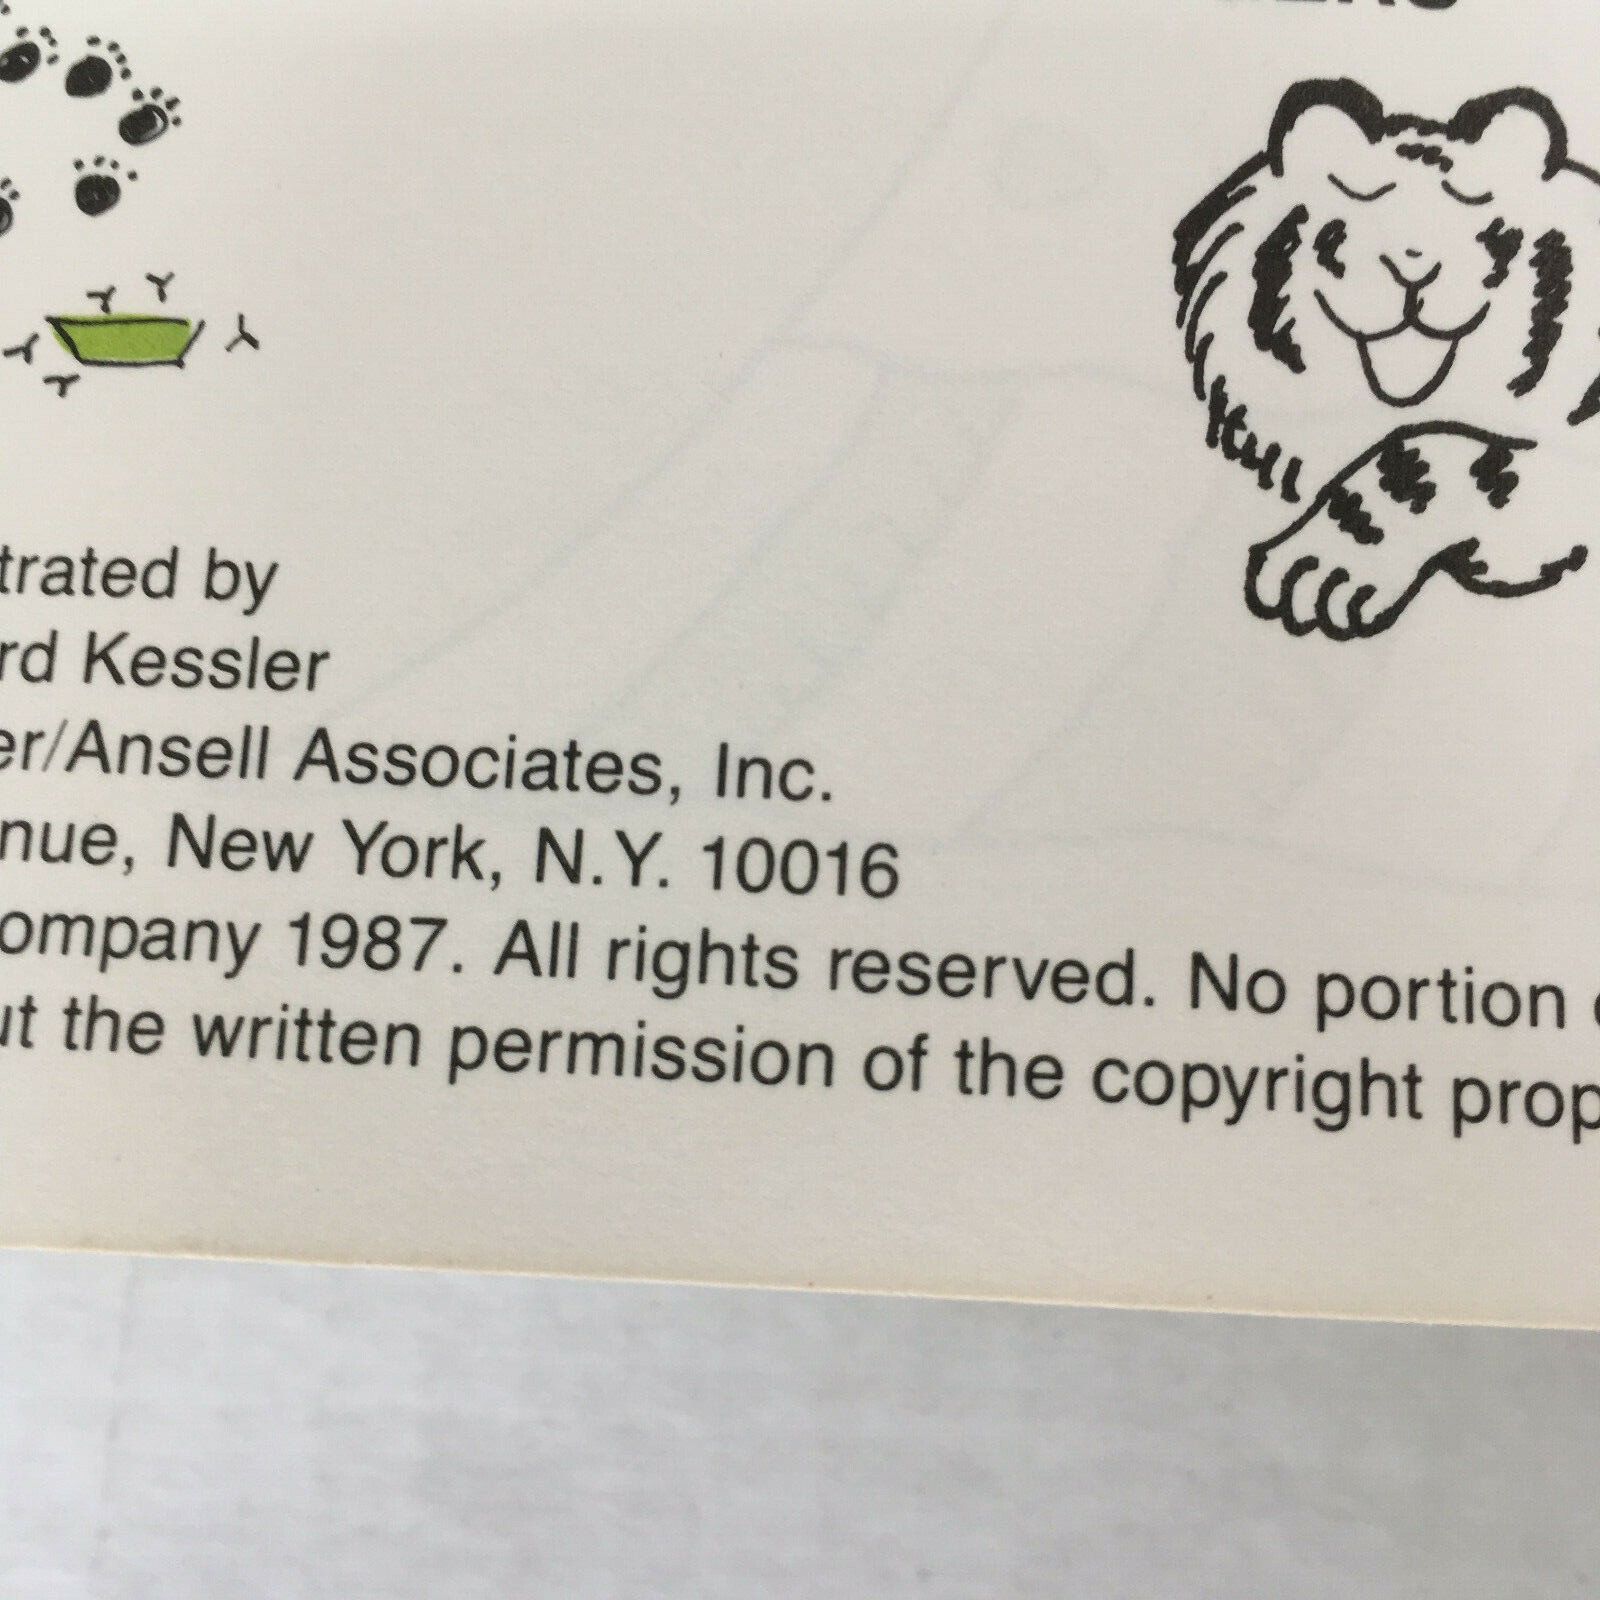 trated by
rd Kessler
er/Ansell Associates, Inc.
nue, New York, N.Y. 10016
ompany 1987. All rights reserved. No portion
ut the written permission of the copyright prop